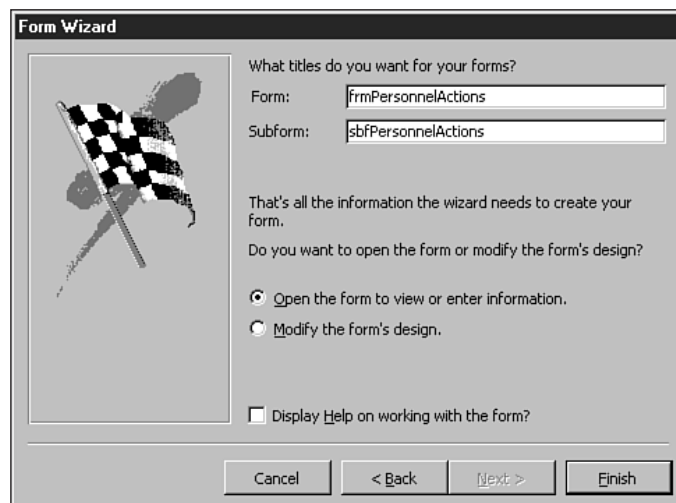 Form Wizard
What titles do you want for your forms?
Form: frmPersonnelActions
Subform: sbfPersonnelActions
That's all the information the wizard needs to create your
form.
Do you want to open the form or modify the form's design?
Open the form to view or enter information.
Modify the form's design.
Display Help on working with the form?
Cancel < Back Next > Finish